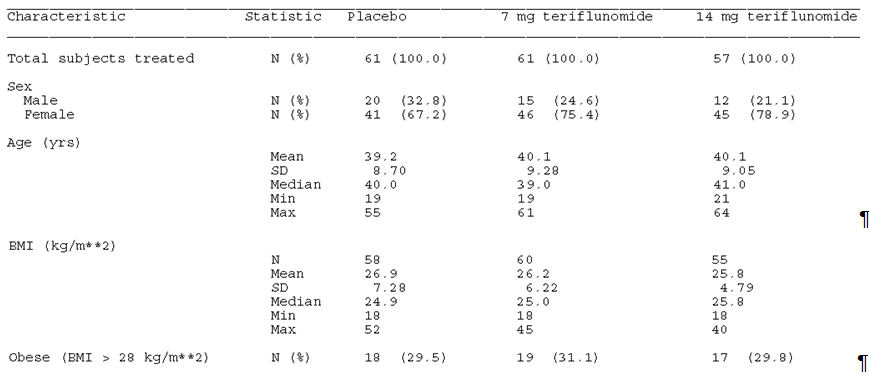 Characteristic Statistic Placebo 7 mg teriflunomide 14 mg teriflunomide
Total subjects treated N (%) 61 (100.0) 61 (100.0) 57 (100.0)
Sex
Male N (%) 20 (32.8) 15 (24.6) 12 (21.1)
Female N (%) 41 (67.2) 46 (75.4) 45 (78.9)
Age (yrs)
Mean 39.2 40.1 40.1
SD 8.70 9.28 9.05
Median 40.0 39.0 41.0
Min 19 19 21
Max 55 61 64 ¶
BMI (kg/m**2)
N 58 60 55
Mean 26.9 26.2 25.8
SD 7.28 6.22 4.79
Median 24.9 25.0 25.8
Min 18 18 18
Max 52 45 40
Obese (BMI > 28 kg/m**2) N (%) 18 (29.5) 19 (31.1) 17 (29.8) ¶